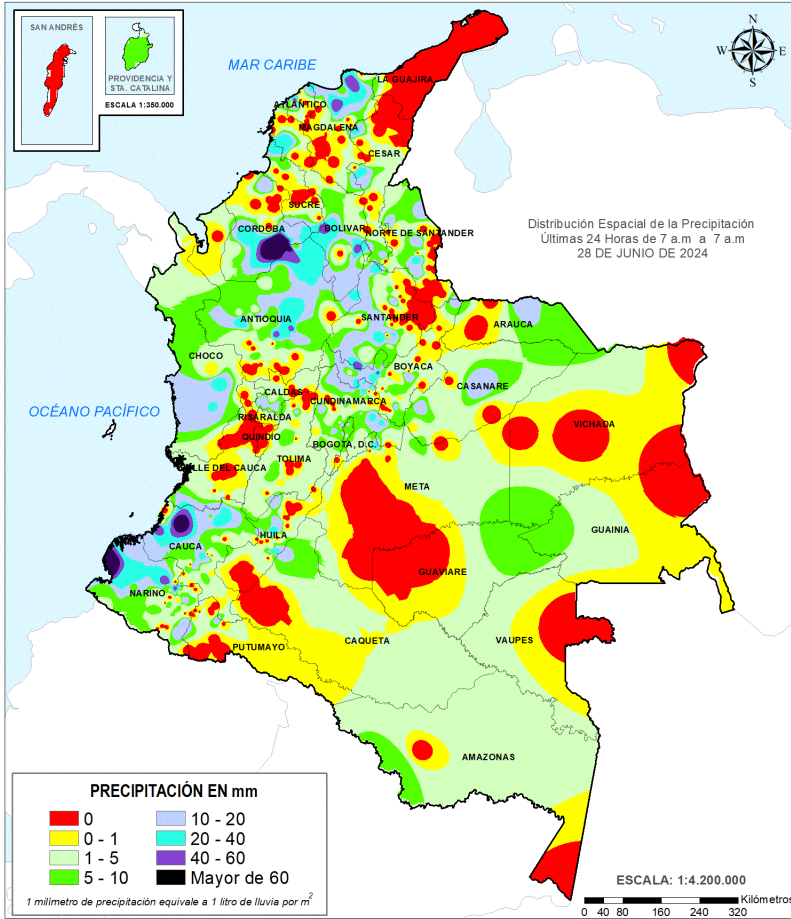 SAN ANDRÉS
PROVIDENCIA Y
STA. CATALINA
ESCALA 1:350.000
MAR CARIBE
N
W E
S
LA GUAJIRA
ATLÁNTICO
MAGDALENA
CESAR
SUCRE
CORDOBA
BOLIVAR
NORTE DE SANTANDER
Distribución Espacial de la Precipitación
Últimas 24 Horas de 7 a.m a 7 a.m
28 DE JUNIO DE 2024
ANTIOQUIA
SANTANDER
ARAUCA
CHOCO
BOYACA
CASANARE
CALDAS
CUNDINAMARCA
OCÉANO PACÍFICO
RISARALDA
VICHADA
QUINDIO
BOGOTA, D.C.
TOLIMA
VALLE DEL CAUCA
META
GUAINIA
HUILA
CAUCA
GUAVIARE
NARIÑO
CAQUETA
VAUPES
PUTUMAYO
AMAZONAS
PRECIPITACIÓN EN mm
0 10 - 20
0 - 1 20 - 40
1 - 5 40 - 60
5 - 10 Mayor de 60
1 milimetro de precipitación equivale a 1 litro de lluvia por m²
ESCALA: 1:4.200.000
Kilómetros
0 40 80 160 240 320